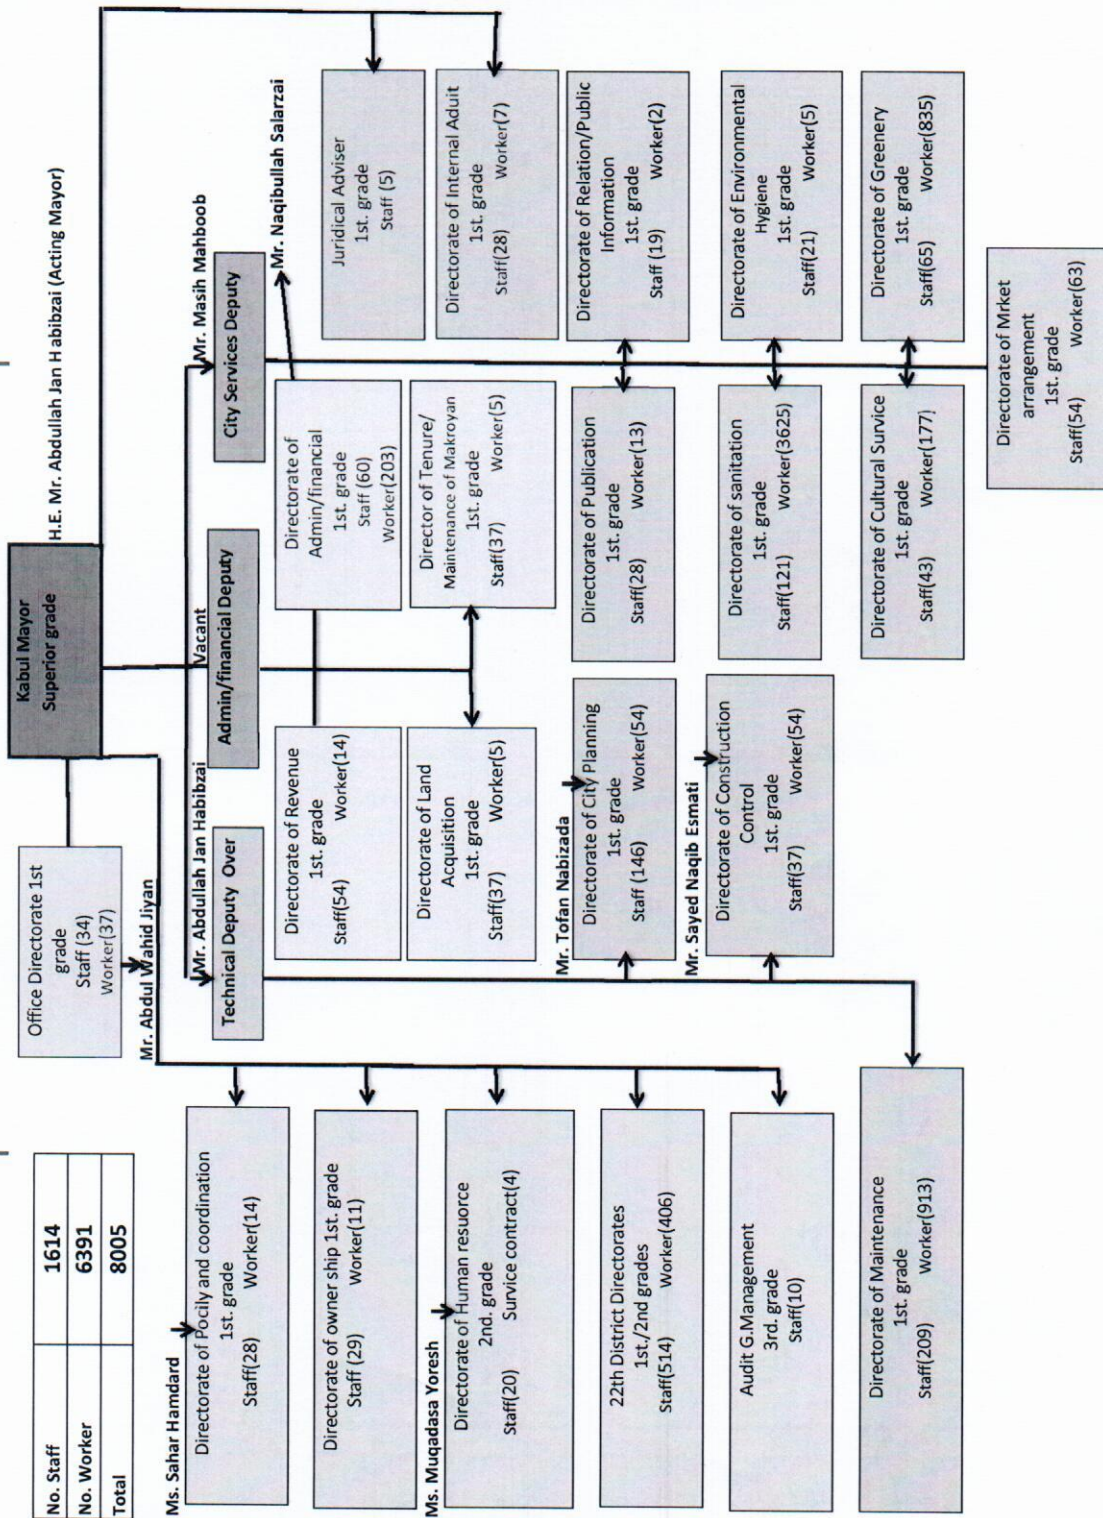 No. Staff 1614
No. Worker 6391
Total 8005
Kabul Mayor
Superior grade
H.E. Mr. Abdullah Jan Habibzai (Acting Mayor)
Office Directorate 1st
grade
Staff (34)
Worker(37)
Mr. Abdul Wahid Jiyan
Mr. Abdullah Jan Habibzai
Technical Deputy Over
Vacant
Admin/financial Deputy
Mr. Masih Mahboob
City Services Deputy
Mr. Naqibullah Salarzai
Ms. Sahar Hamdard
Directorate of Pocily and coordination
1st. grade
Staff(28) Worker(14)
Directorate of owner ship 1st. grade
Staff (29) Worker(11)
Ms. Muqadasa Yoresh
Directorate of Human resuorce
2nd. grade
Staff(20) Survice contract(4)
22th District Directorates
1st./2nd grades
Staff(514) Worker(406)
Audit G.Management
3rd. grade
Staff(10)
Directorate of Maintenance
1st. grade
Staff(209) Worker(913)
Directorate of Revenue
1st. grade
Staff(54) Worker(14)
Directorate of Land
Acquisition
1st. grade
Staff(37) Worker(5)
Mr. Tofan Nabizada
Directorate of City Planning
1st. grade
Staff (146) Worker(54)
Mr. Sayed Naqib Esmati
Directorate of Construction
Control
1st. grade
Staff(37) Worker(54)
Directorate of
Admin/financial
1st. grade
Staff (60)
Worker(203)
Director of Tenure/
Maintenance of Makroyan
1st. grade
Staff(37) Worker(5)
Directorate of Publication
1st. grade
Staff(28) Worker(13)
Directorate of sanitation
1st. grade
Staff(121) Worker(3625)
Directorate of Cultural Service
1st. grade
Staff(43) Worker(177)
Juridical Adviser
1st. grade
Staff (5)
Directorate of Internal Aduit
1st. grade
Staff(28) Worker(7)
Directorate of Relation/Public
Information
1st. grade
Staff (19) Worker(2)
Directorate of Environmental
Hygiene
1st. grade
Staff(21) Worker(5)
Directorate of Greenery
1st. grade
Staff(65) Worker(835)
Directorate of Mrket
arrangement
1st. grade
Staff(54) Worker(63)